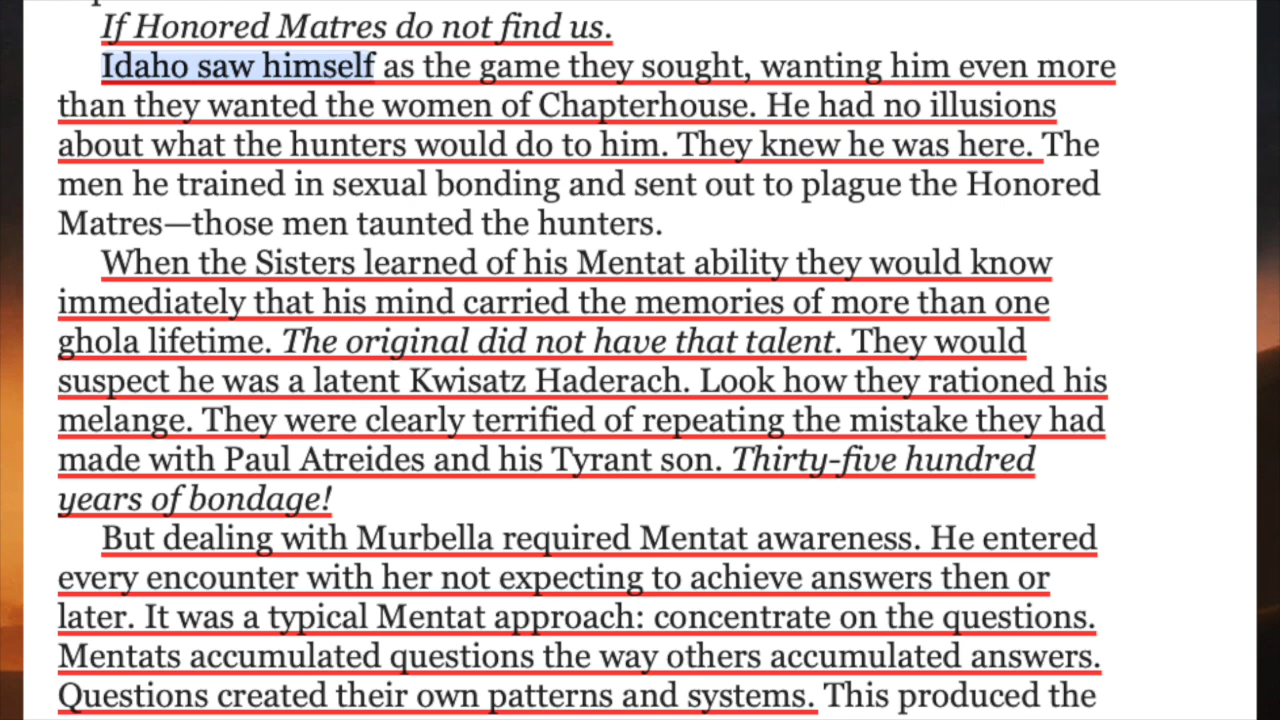 If Honored Matres do not find us.
Idaho saw himself as the game they sought, wanting him even more
than they wanted the women of Chapterhouse. He had no illusions
about what the hunters would do to him. They knew he was here. The
men he trained in sexual bonding and sent out to plague the Honored
Matres—those men taunted the hunters.
When the Sisters learned of his Mentat ability they would know
immediately that his mind carried the memories of more than one
ghola lifetime. The original did not have that talent. They would
suspect he was a latent Kwisatz Haderach. Look how they rationed his
melange. They were clearly terrified of repeating the mistake they had
made with Paul Atreides and his Tyrant son. Thirty-five hundred
years of bondage!
But dealing with Murbella required Mentat awareness. He entered
every encounter with her not expecting to achieve answers then or
later. It was a typical Mentat approach: concentrate on the questions.
Mentats accumulated questions the way others accumulated answers.
Questions created their own patterns and systems. This produced the